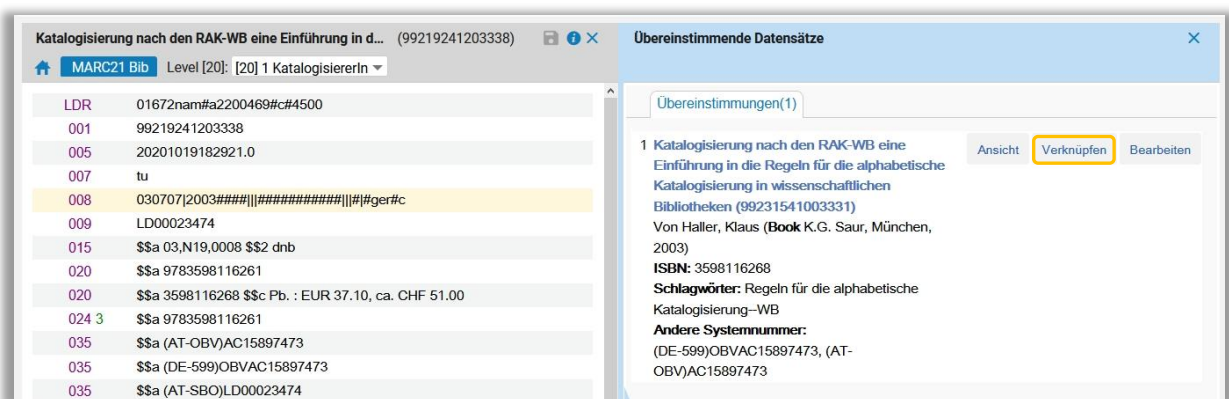 Katalogisierung nach den RAK-WB eine Einführung in d... (99219241203338)
MARC21 Bib Level [20]: [20] 1 KatalogisiererIn
LDR 01672nam#a2200469#c#4500
001 99219241203338
005 20201019182921.0
007 tu
008 030707|2003####|||###########|||#|#ger#c
009 LD00023474
015 $$a 03,N19,0008 $$2 dnb
020 $$a 9783598116261
020 $$a 3598116268 $$c Pb. : EUR 37.10, ca. CHF 51.00
024 3 $$a 9783598116261
035 $$a (AT-OBV)AC15897473
035 $$a (DE-599)OBVAC15897473
035 $$a (AT-SBO)LD00023474
Übereinstimmende Datensätze
Übereinstimmungen(1)
1 Katalogisierung nach den RAK-WB eine
Einführung in die Regeln für die alphabetische
Katalogisierung in wissenschaftlichen
Bibliotheken (99231541003331)
Von Haller, Klaus (Book K.G. Saur, München,
2003)
ISBN: 3598116268
Schlagwörter: Regeln für die alphabetische
Katalogisierung--WB
Andere Systemnummer:
(DE-599)OBVAC15897473, (AT-
OBV)AC15897473
Ansicht Verknüpfen Bearbeiten